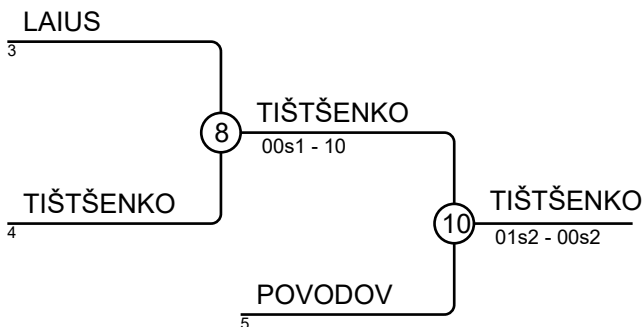 LAIUS
3
8
TIŠTŠENKO
00s1 - 10
TIŠTŠENKO
4
10
TIŠTŠENKO
01s2 - 00s2
POVODOV
5